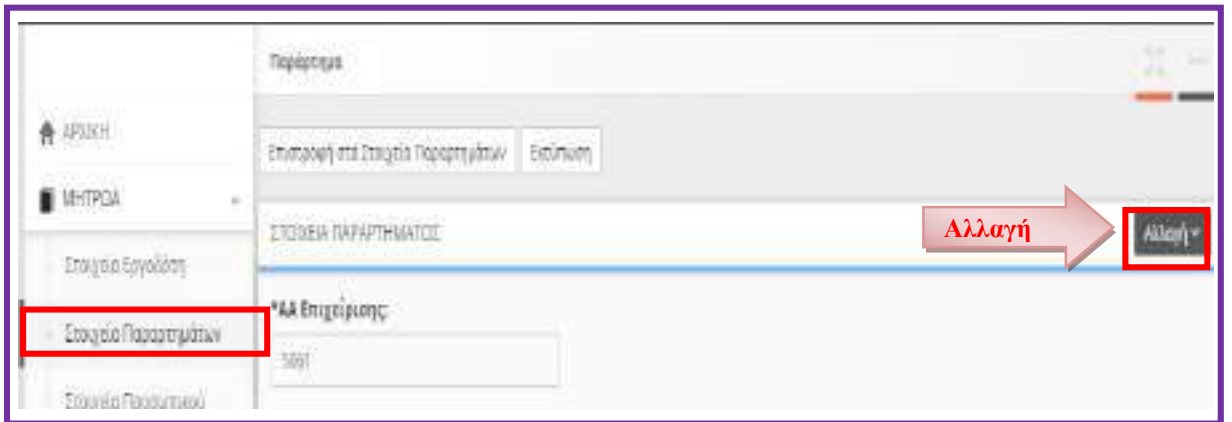 Παράρτημα
ΑΡΧΙΚΗ
Επιστροφή στα Στοιχεία Παραρτημάτων Εκτύπωση
ΜΗΤΡΩΑ
ΣΤΟΙΧΕΙΑ ΠΑΡΑΡΤΗΜΑΤΟΣ
Αλλαγή
Αλλαγή
Στοιχεία Εργοδότη
*ΑΑ Επιχείρισης:
Στοιχεία Παραρτημάτων
Στοιχεία Προσωπικού